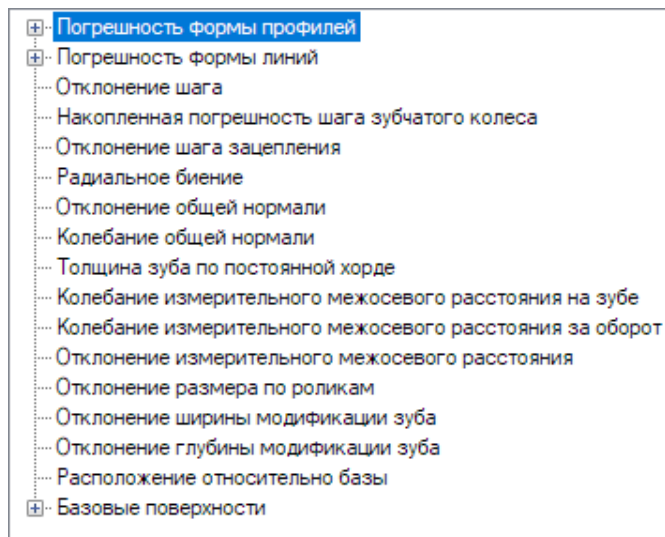 Погрешность формы профилей
Погрешность формы линий
Отклонение шага
Накопленная погрешность шага зубчатого колеса
Отклонение шага зацепления
Радиальное биение
Отклонение общей нормали
Колебание общей нормали
Толщина зуба по постоянной хорде
Колебание измерительного межосевого расстояния на зубе
Колебание измерительного межосевого расстояния за оборот
Отклонение измерительного межосевого расстояния
Отклонение размера по роликам
Отклонение ширины модификации зуба
Отклонение глубины модификации зуба
Расположение относительно базы
Базовые поверхности